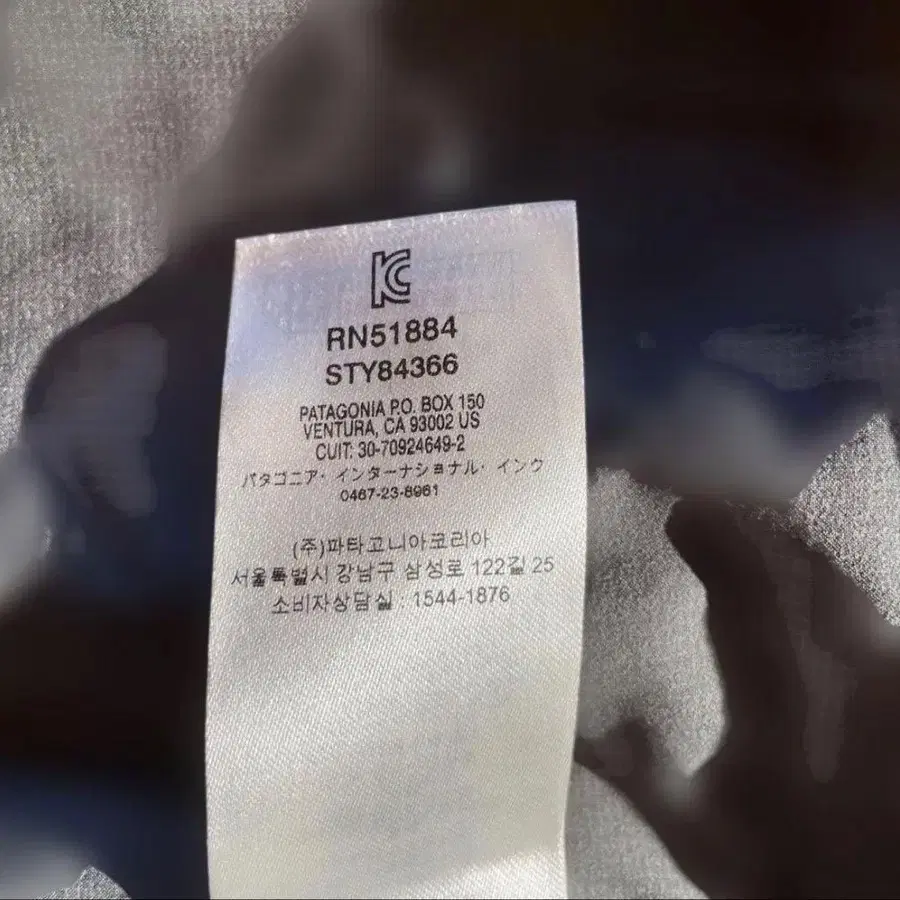 KC
RN51884
STY84366
PATAGONIA P.O. BOX 150
VENTURA, CA 93002 US
CUIT: 30-70924649-2
パタゴニア・インターナショナル・インク
0467-23-8961
(주)파타고니아코리아
서울특별시 강남구 삼성로 122길 25
소비자상담실 : 1544-1876